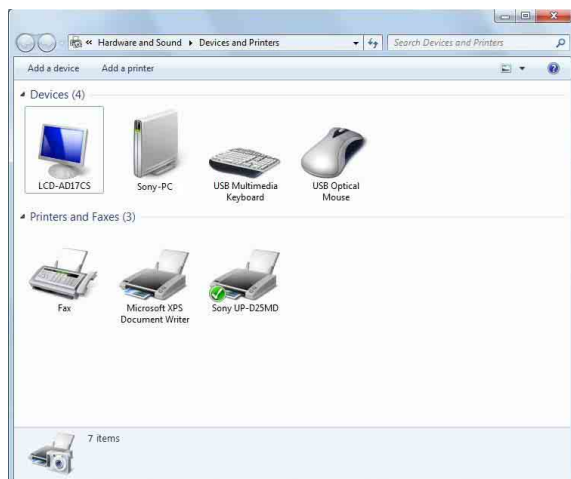 « Hardware and Sound ▸ Devices and Printers
Search Devices and Printers
Add a device Add a printer
Devices (4)
LCD-AD17CS Sony-PC USB Multimedia Keyboard USB Optical Mouse
Printers and Faxes (3)
Fax Microsoft XPS Document Writer Sony UP-D25MD
7 items